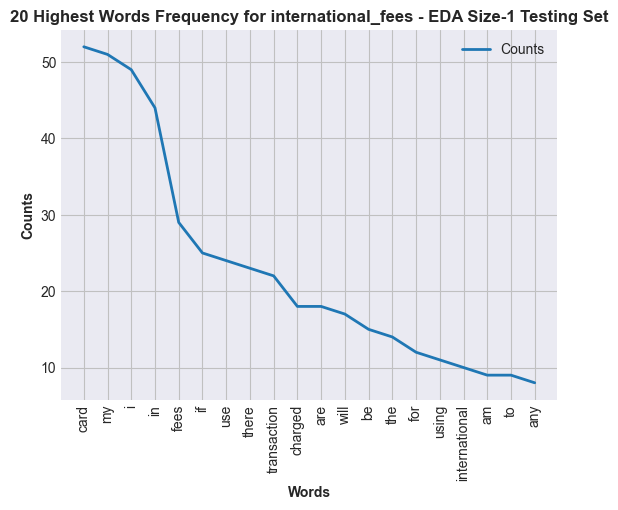 20 Highest Words Frequency for international_fees - EDA Size-1 Testing Set
Counts
50
40
30
20
10
Counts
card
my
i
in
fees
if
use
there
transaction
charged
are
will
be
the
for
using
international
am
to
any
Words